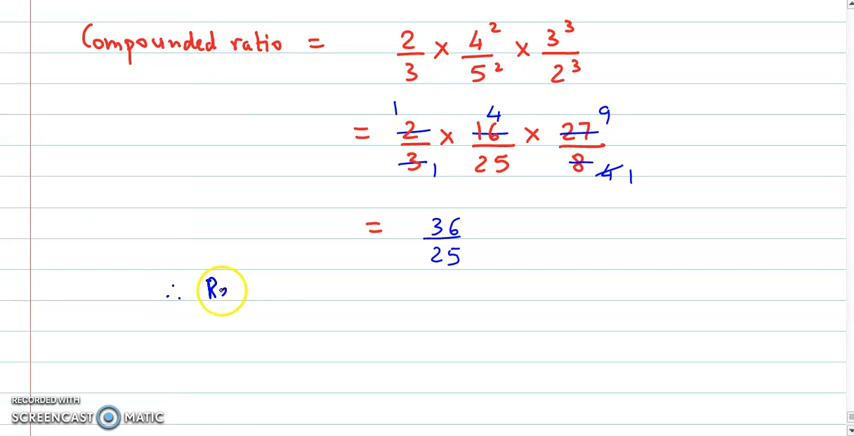 Compounded ratio = 2/3 × 4²/5² × 3³/2³
= 1 2/3 1 × 4 16/25 × 9 27/8 4 1
= 36/25
∴ R
RECORDED WITH
SCREENCAST MATIC